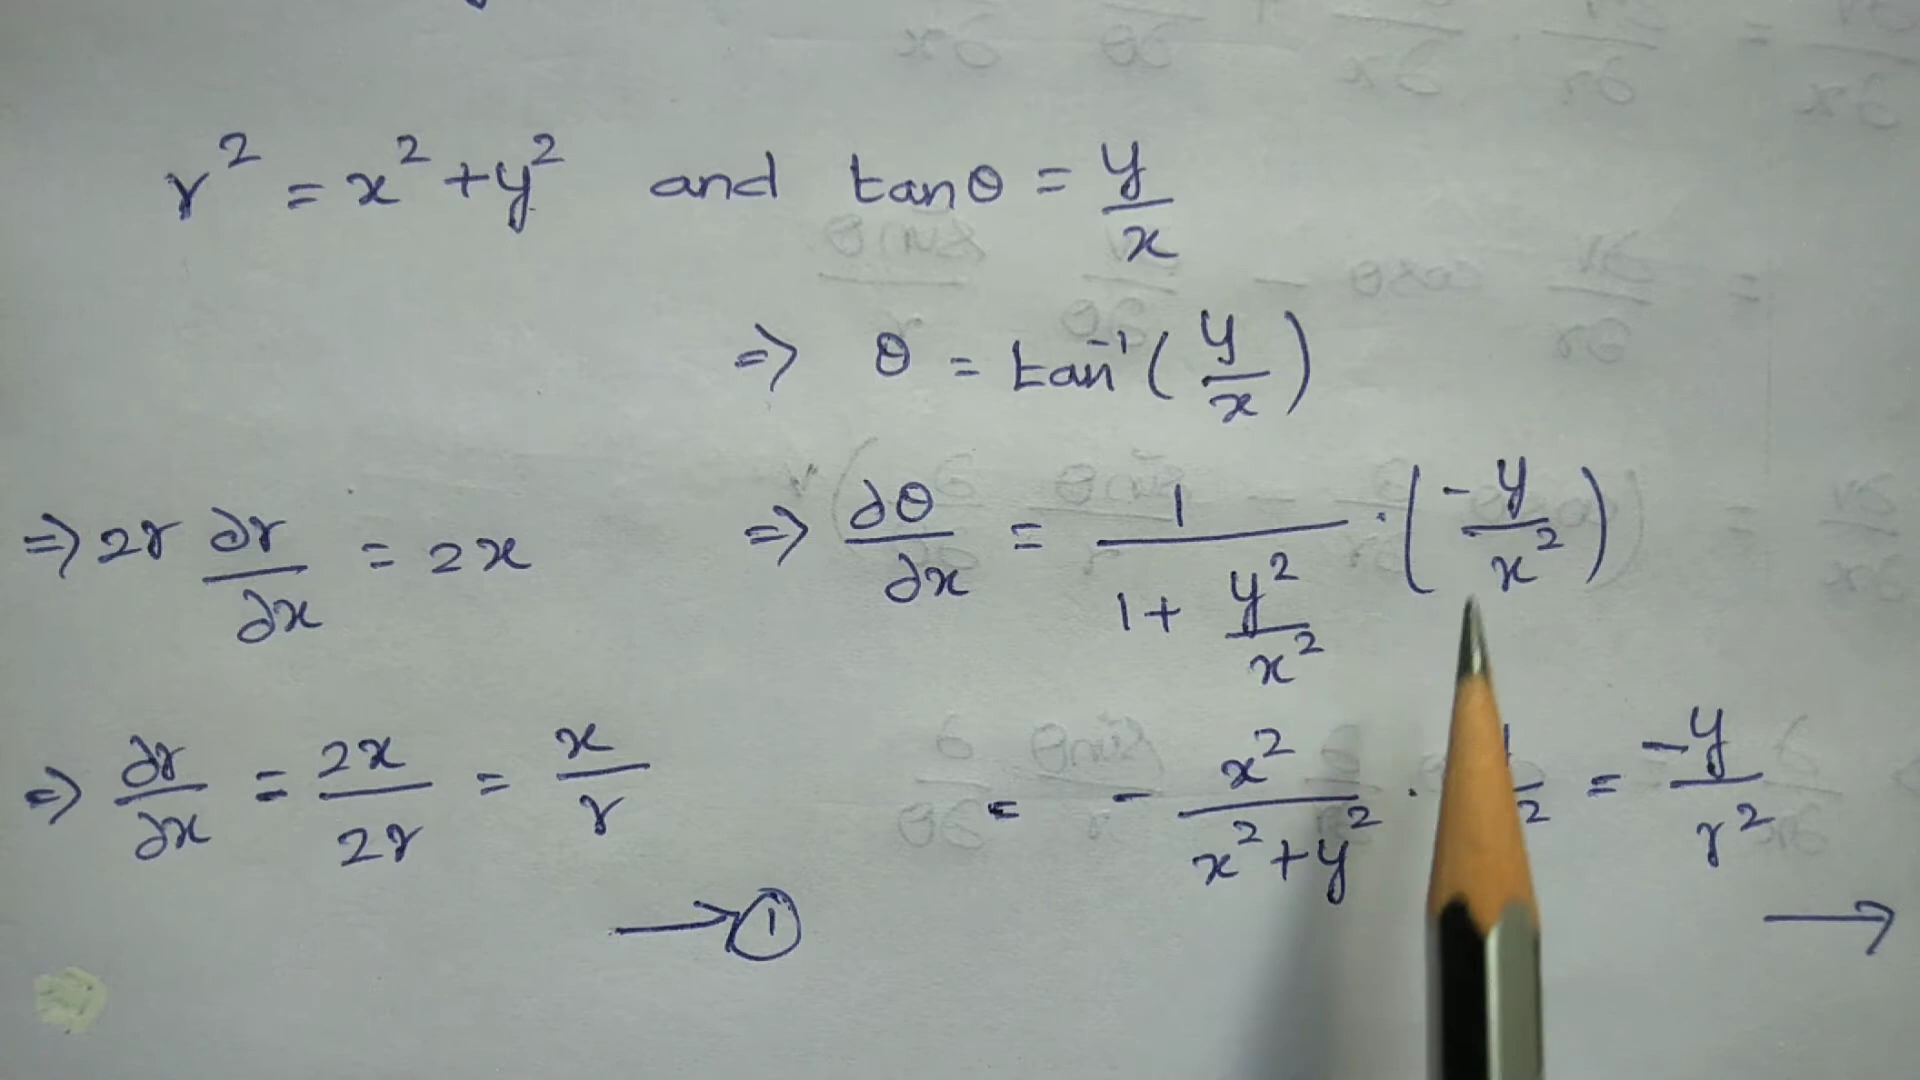 r² = x² + y² and tanθ = y/x
⇒ θ = tan⁻¹(y/x)
⇒ 2r ∂r/∂x = 2x ⇒ ∂θ/∂x = 1/(1 + y²/x²) · (-y/x²)
⇒ ∂r/∂x = 2x/2r = x/r = - x²/(x² + y²) · = -y/r²
→ ① →